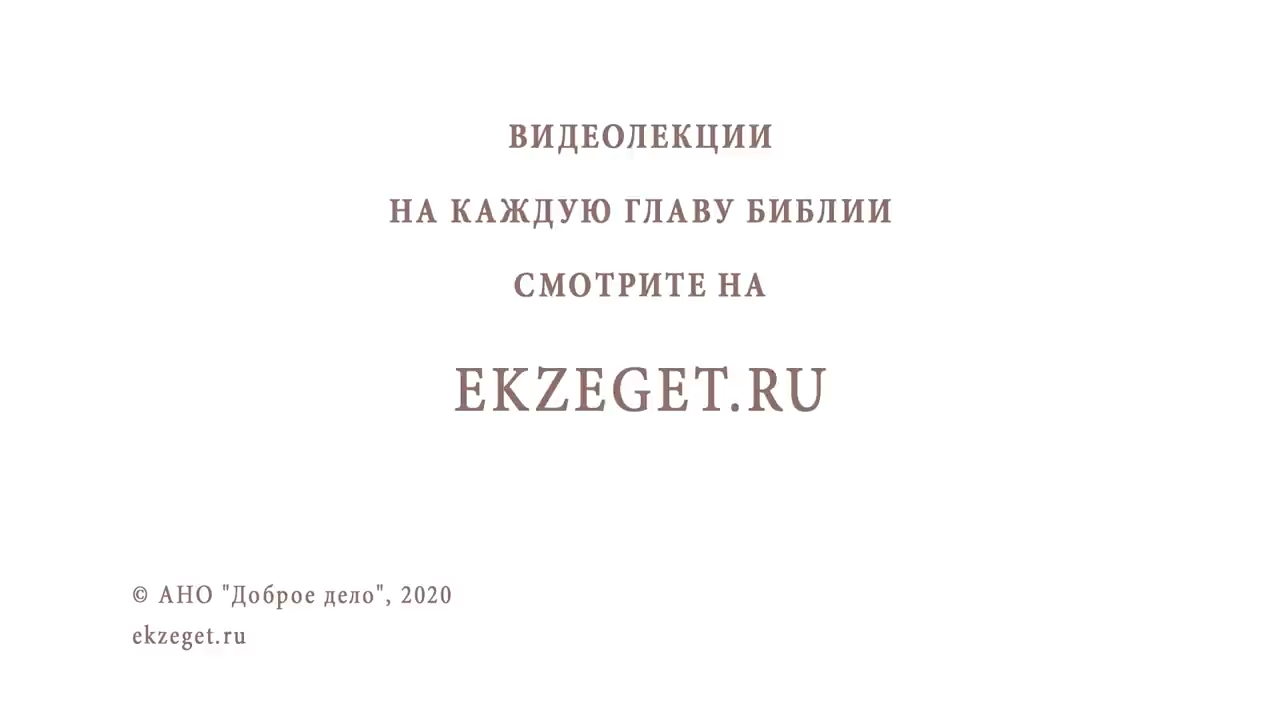 ВИДЕОЛЕКЦИИ
НА КАЖДУЮ ГЛАВУ БИБЛИИ
СМОТРИТЕ НА
EKZEGET.RU
© АНО "Доброе дело", 2020
ekzeget.ru